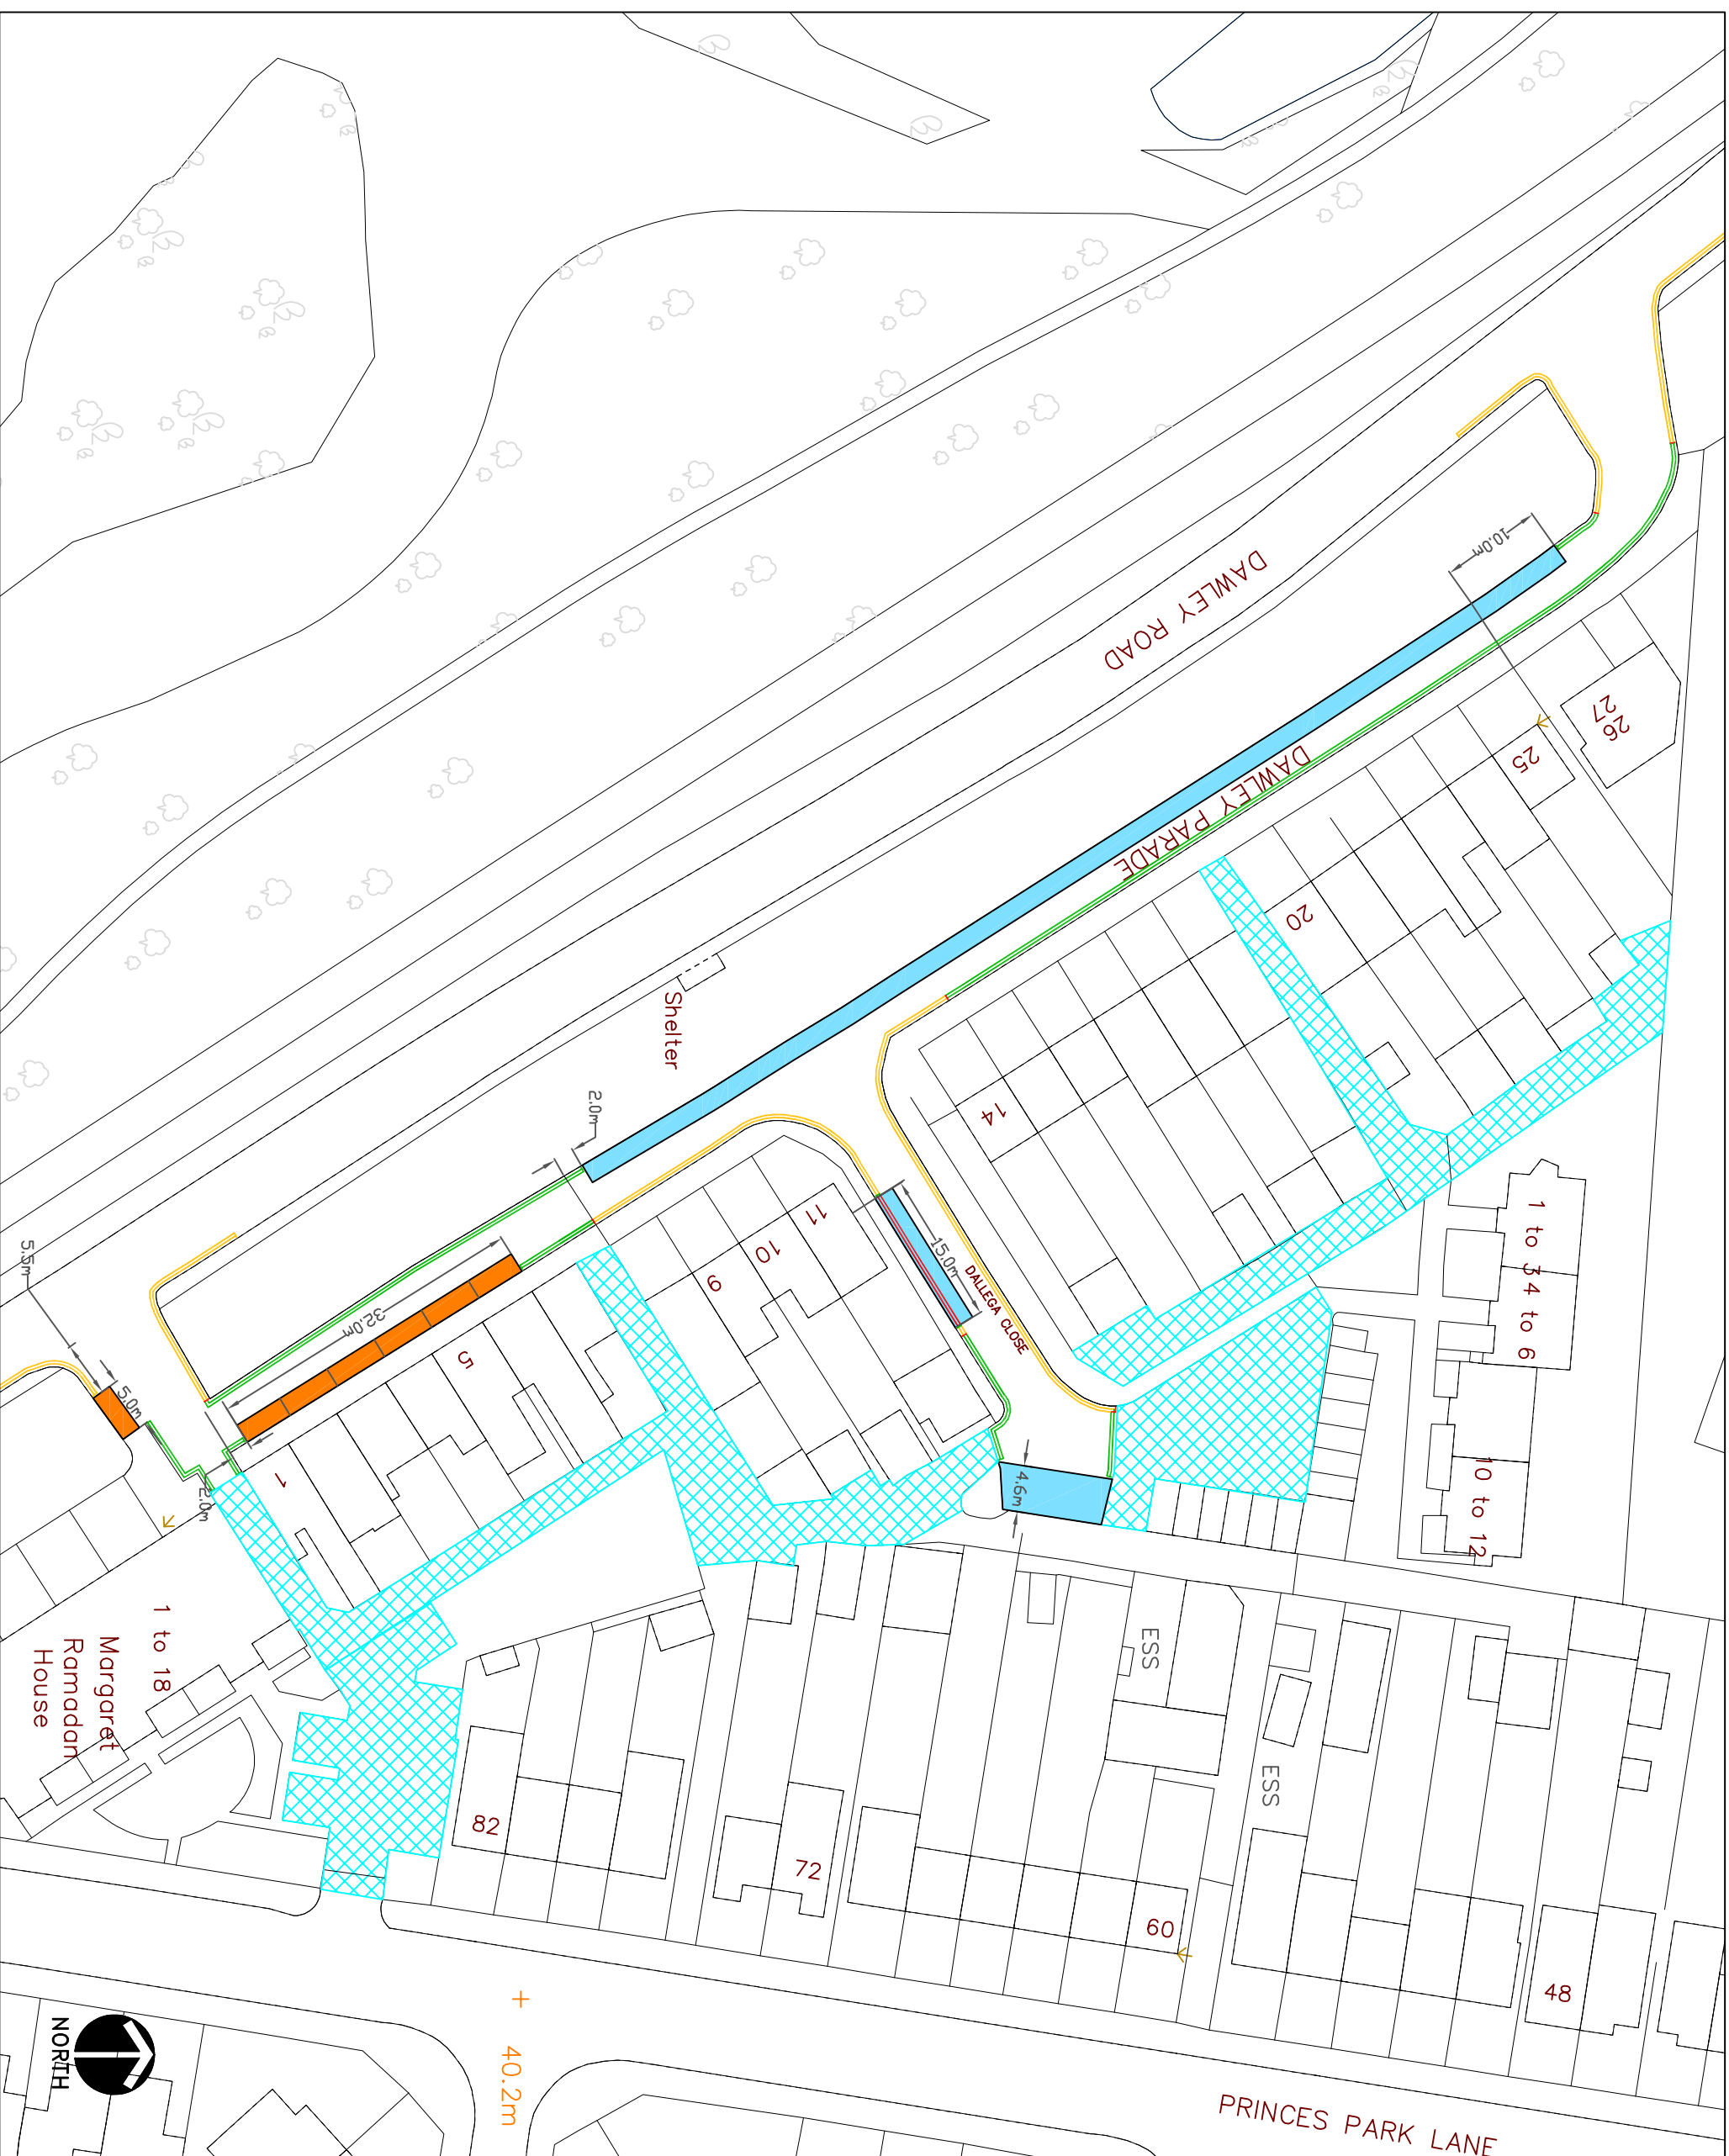 DAWLEY ROAD
10.0m
26
27
25
DAWLEY PARADE
20
Shelter
2.0m
14
11
10
9
15.0m
DALLEGA CLOSE
1 to 3
4 to 6
10 to 12
5.5m
32.0m
5
5.0m
1
2.0m
4.6m
1 to 18
Margaret
Ramadan
House
ESS
ESS
82
72
60
48
NORTH
40.2m
PRINCES PARK LANE